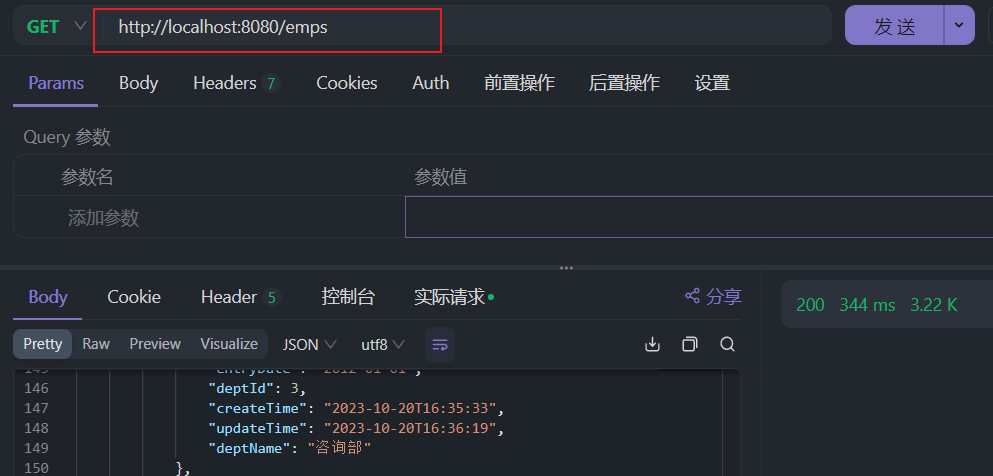 GET http://localhost:8080/emps 发 送
Params Body Headers 7 Cookies Auth 前置操作 后置操作 设置
Query 参数
参数名 参数值
添加参数
Body Cookie Header 5 控制台 实际请求 分享
200 344 ms 3.22 K
Pretty Raw Preview Visualize JSON utf8
146 "deptId": 3,
147 "createTime": "2023-10-20T16:35:33",
148 "updateTime": "2023-10-20T16:36:19",
149 "deptName": "咨询部"
150 },